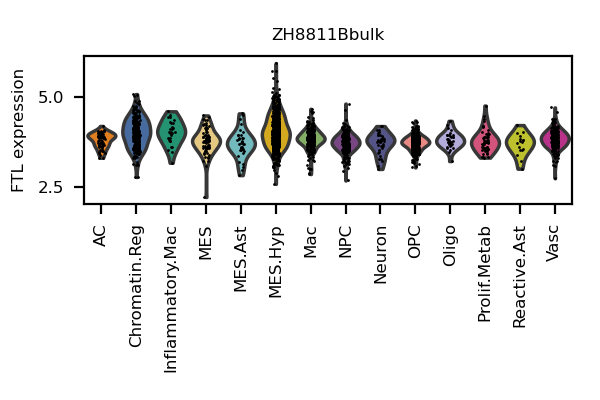 ZH8811Bbulk
FTL expression
5.0
2.5
AC
Chromatin.Reg
Inflammatory.Mac
MES
MES.Ast
MES.Hyp
Mac
NPC
Neuron
OPC
Oligo
Prolif.Metab
Reactive.Ast
Vasc